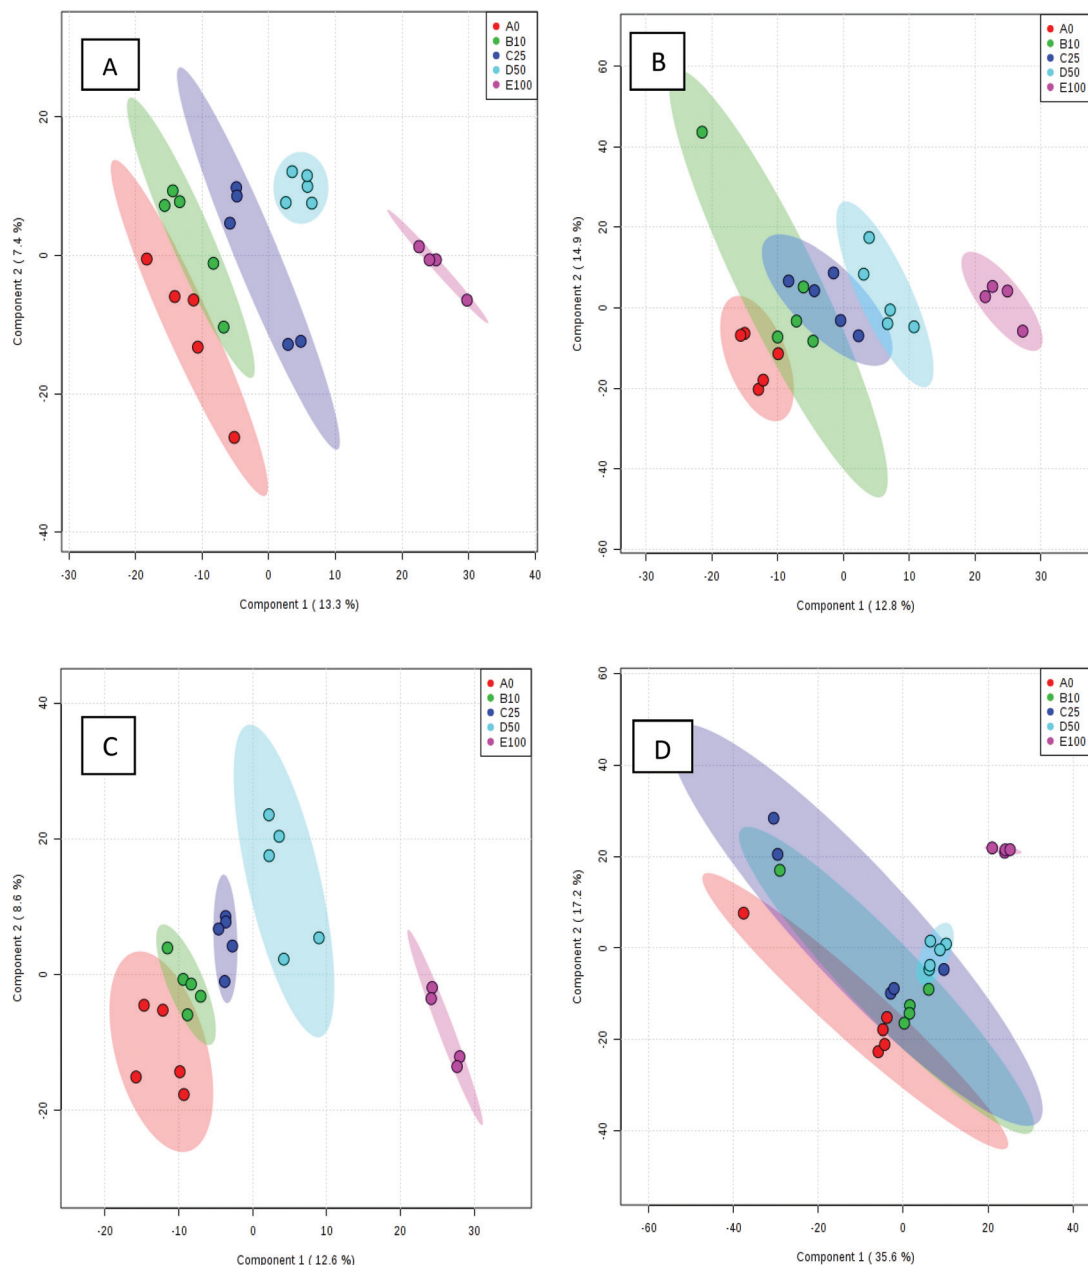 A
A0
B10
C25
D50
E100
20
0
-20
-40
Component 2 ( 7.4 %)
-30 -20 -10 0 10 20 30 40
Component 1 ( 13.3 %)
B
A0
B10
C25
D50
E100
60
40
20
0
-20
-40
-60
Component 2 ( 14.9 %)
-30 -20 -10 0 10 20 30
Component 1 ( 12.8 %)
C
A0
B10
C25
D50
E100
40
20
0
-20
Component 2 ( 8.6 %)
-20 -10 0 10 20 30
Component 1 ( 12.6 %)
D
A0
B10
C25
D50
E100
60
40
20
0
-20
-40
Component 2 ( 17.2 %)
-60 -40 -20 0 20 40
Component 1 ( 35.6 %)